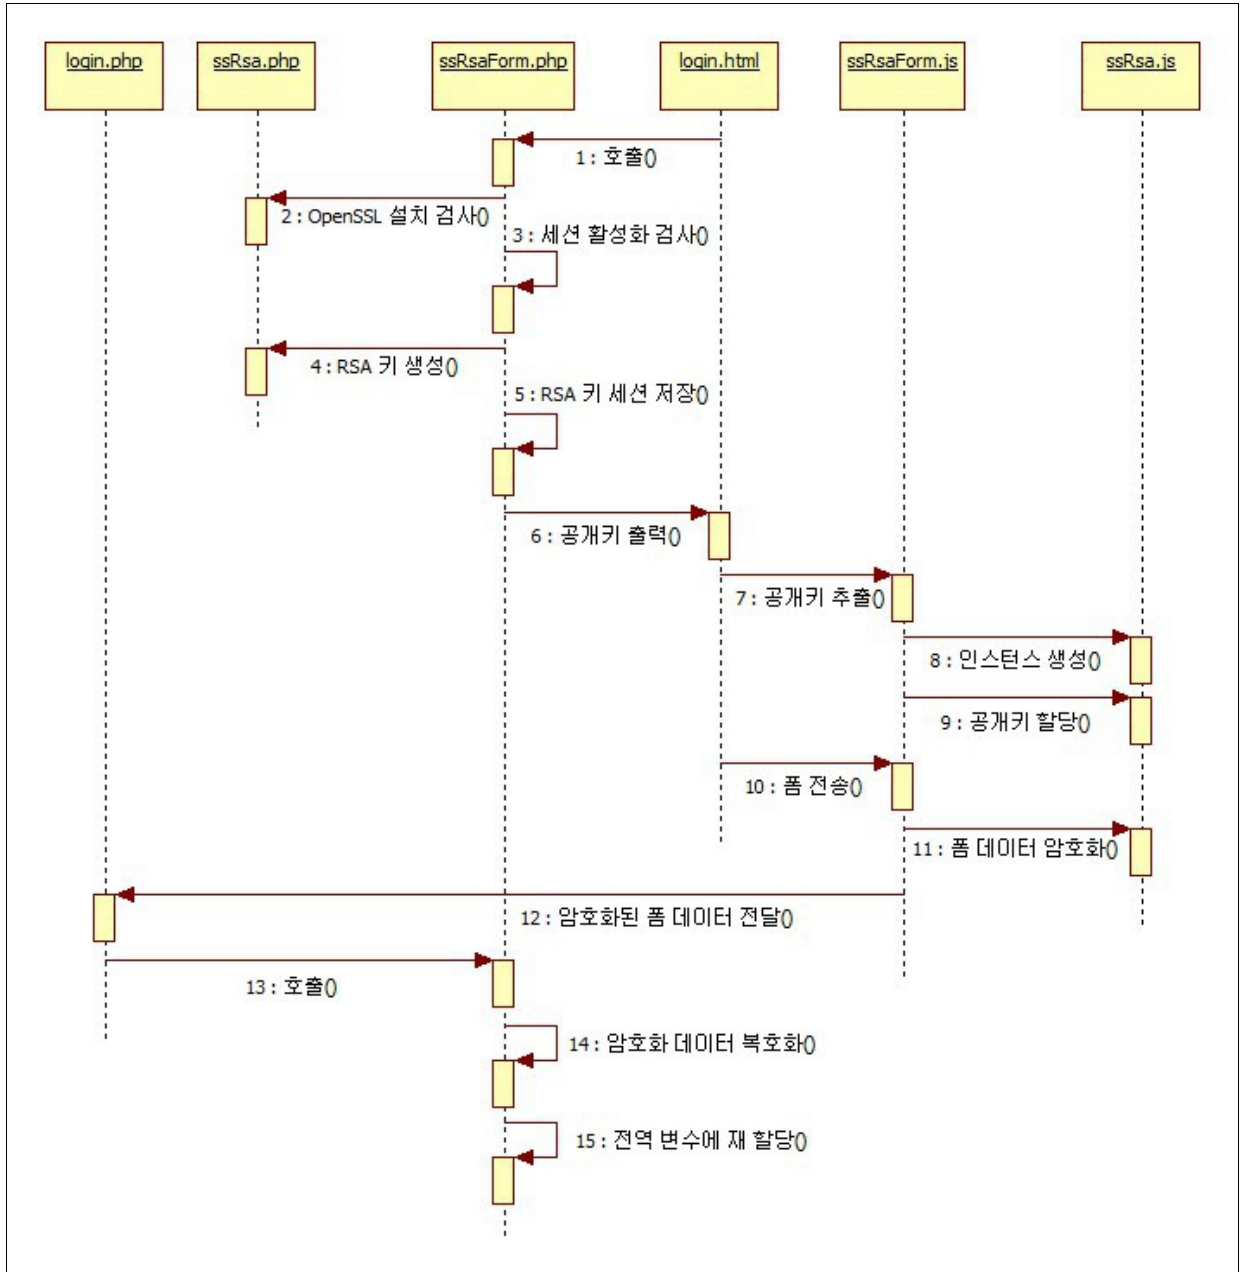 login.php
ssRsa.php
ssRsaForm.php
login.html
ssRsaForm.js
ssRsa.js
1 : 호출()
2 : OpenSSL 설치 검사()
3 : 세션 활성화 검사()
4 : RSA 키 생성()
5 : RSA 키 세션 저장()
6 : 공개키 출력()
7 : 공개키 추출()
8 : 인스턴스 생성()
9 : 공개키 할당()
10 : 폼 전송()
11 : 폼 데이터 암호화()
12 : 암호화된 폼 데이터 전달()
13 : 호출()
14 : 암호화 데이터 복호화()
15 : 전역 변수에 재 할당()